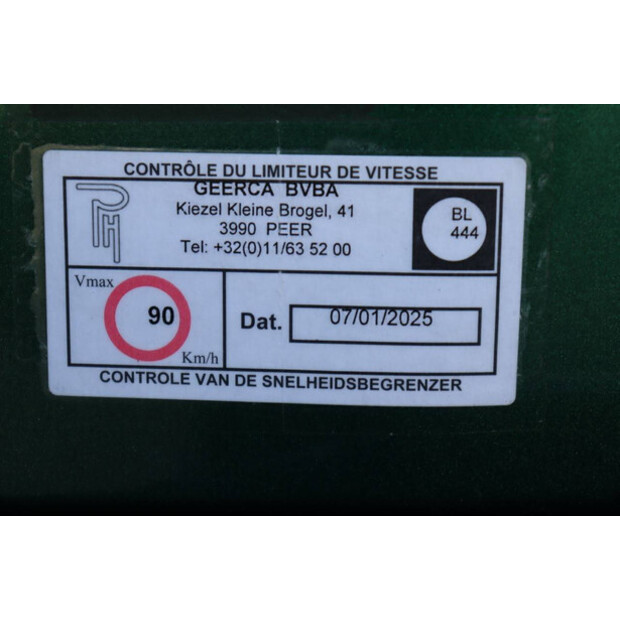 CONTRÔLE DU LIMITEUR DE VITESSE
GEERCA BVBA
Kiezel Kleine Brogel, 41
3990 PEER
Tel: +32(0)11/63 52 00
BL
444
Vmax
90
Km/h
Dat.
07/01/2025
CONTROLE VAN DE SNELHEIDSBEGRENZER